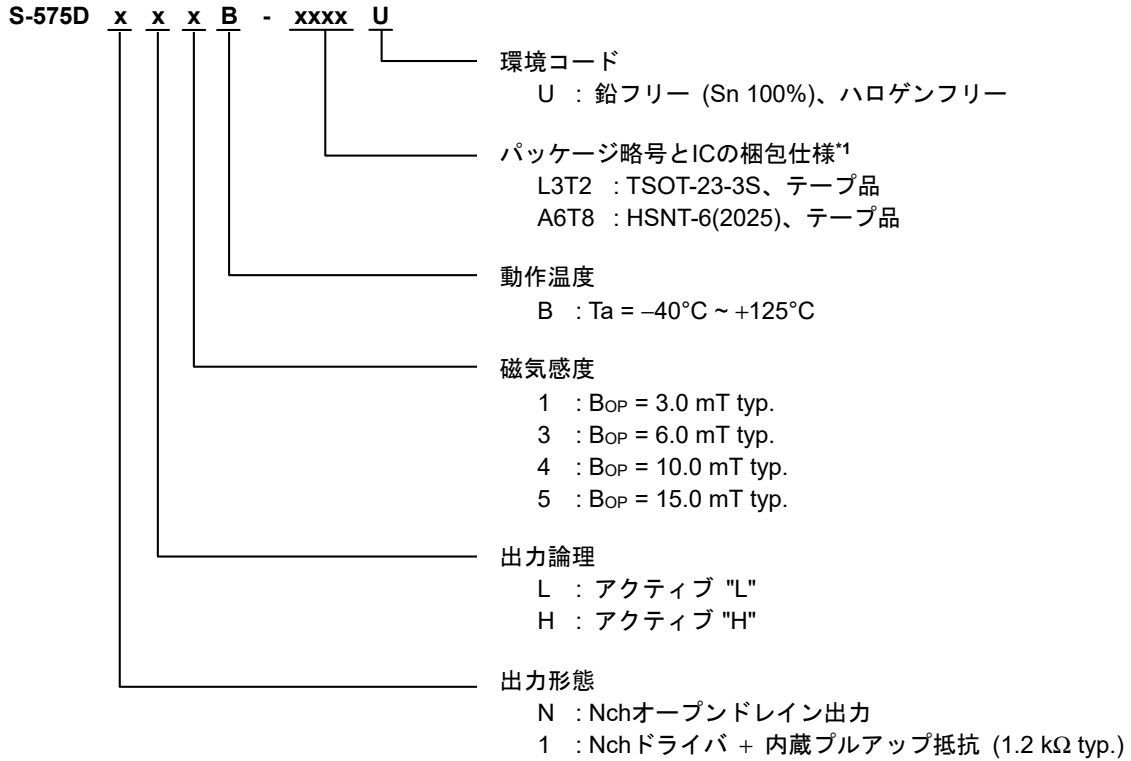 S-575D x x x B - xxxx U
環境コード
U : 鉛フリー (Sn 100%)、ハロゲンフリー
パッケージ略号とICの梱包仕様*1
L3T2 : TSOT-23-3S、テープ品
A6T8 : HSNT-6(2025)、テープ品
動作温度
B : Ta = −40°C ~ +125°C
磁気感度
1 : BOP = 3.0 mT typ.
3 : BOP = 6.0 mT typ.
4 : BOP = 10.0 mT typ.
5 : BOP = 15.0 mT typ.
出力論理
L : アクティブ "L"
H : アクティブ "H"
出力形態
N : Nchオープンドレイン出力
1 : Nchドライバ + 内蔵プルアップ抵抗 (1.2 kΩ typ.)